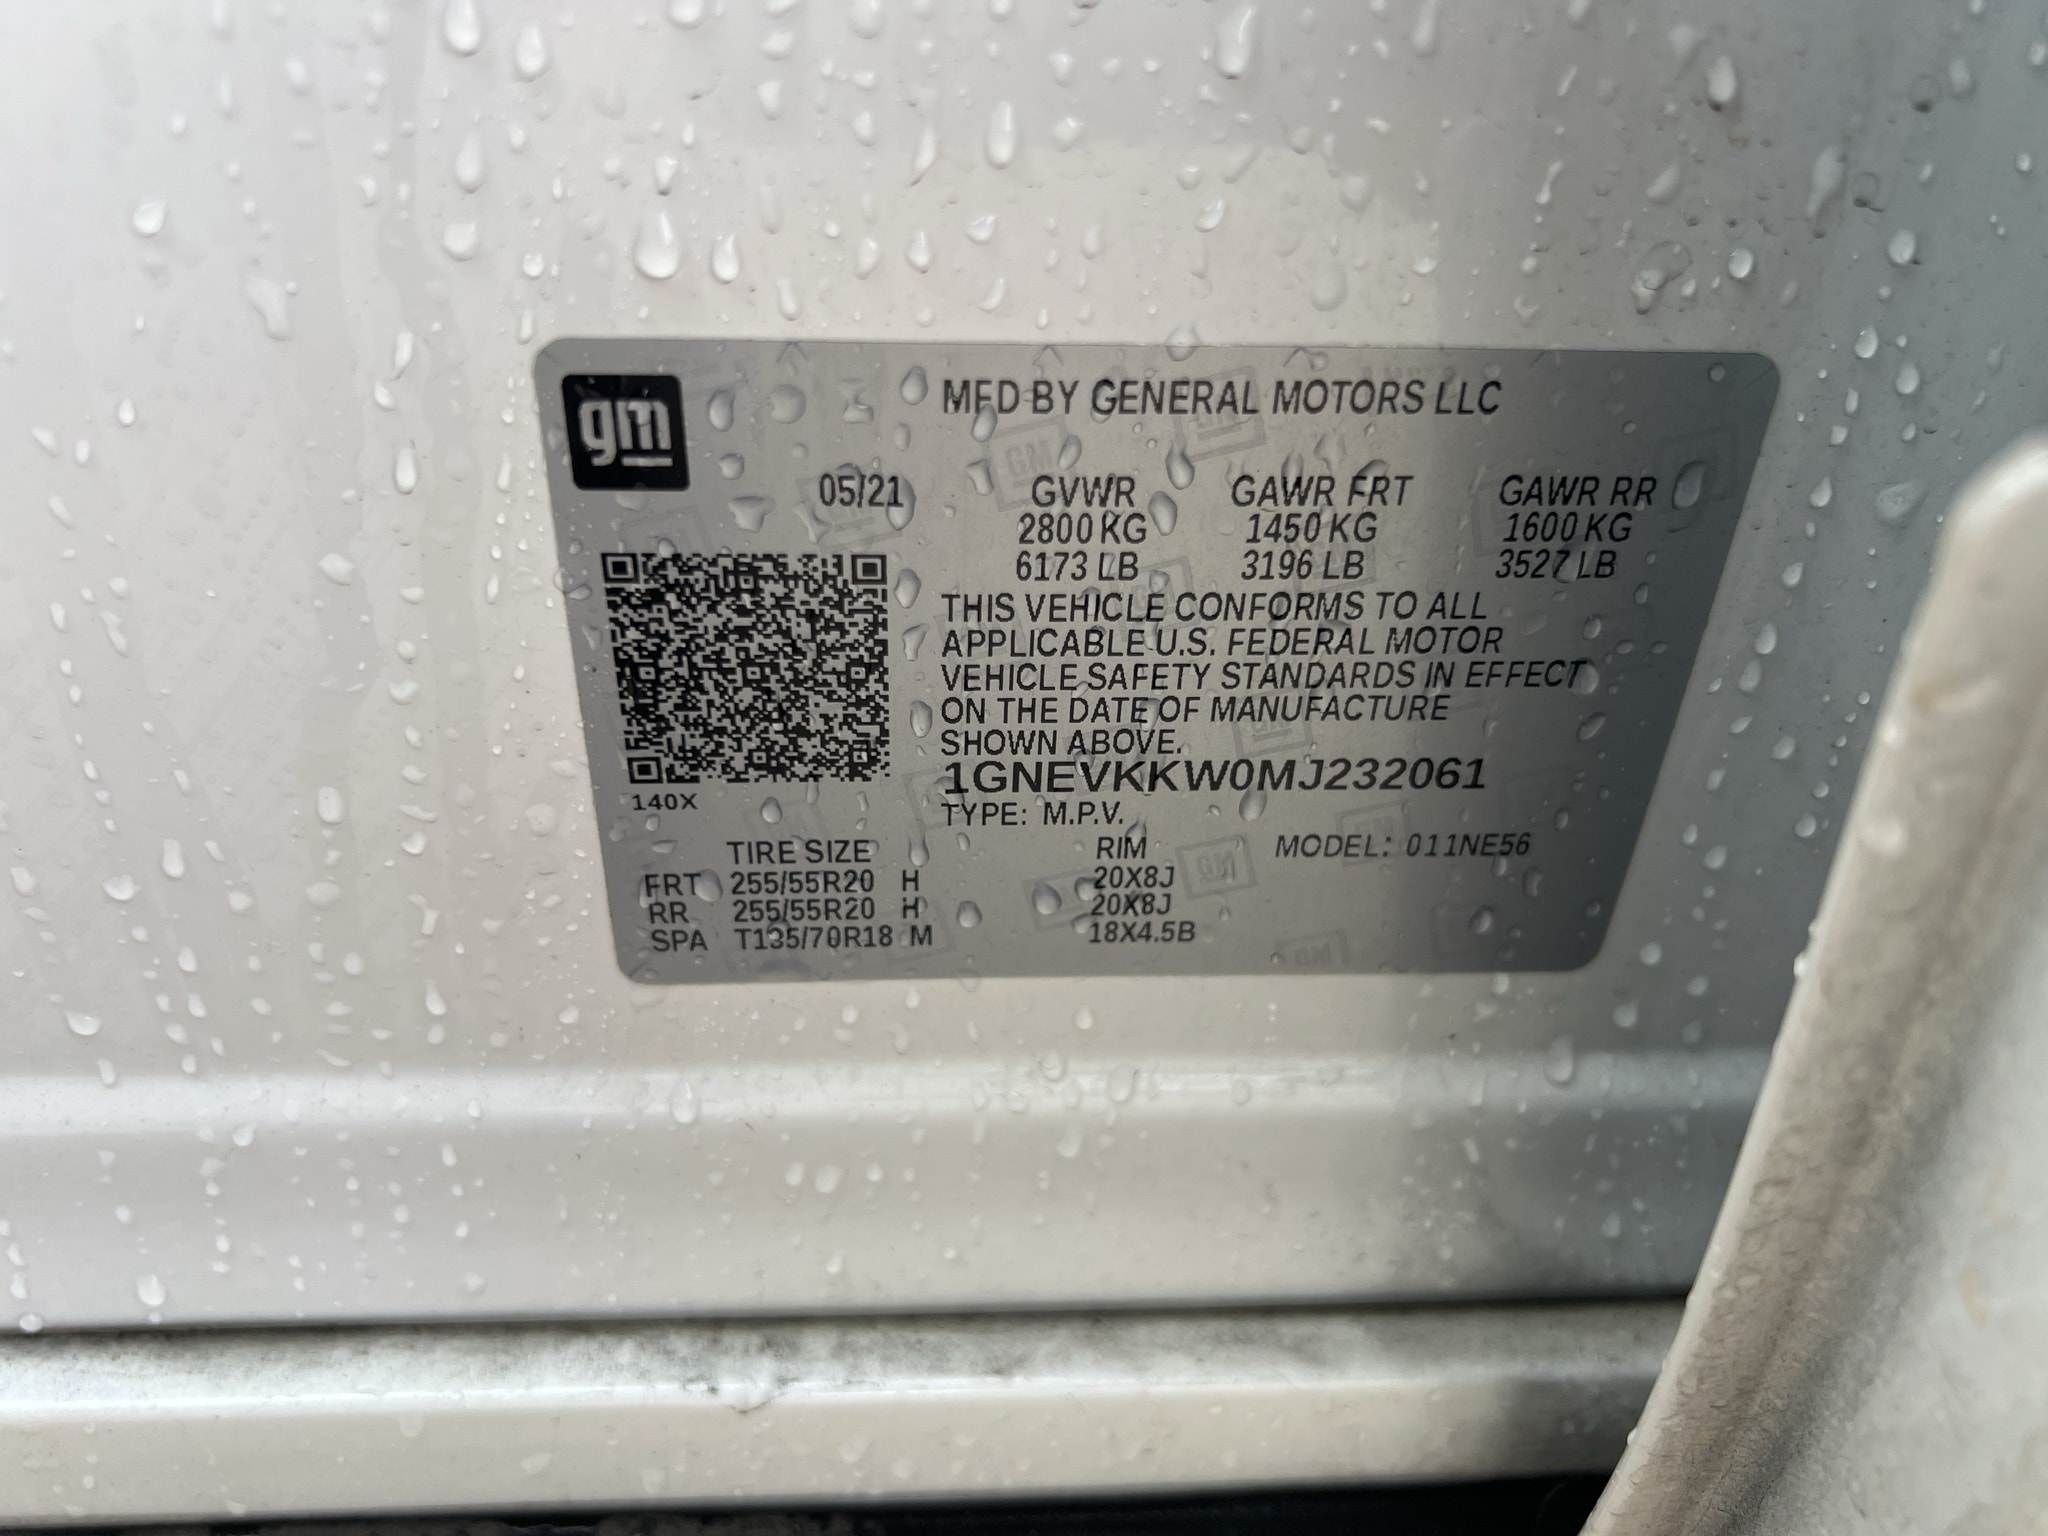 gm
MFD BY GENERAL MOTORS LLC
05/21 GVWR GAWR FRT GAWR RR
2800 KG 1450 KG 1600 KG
6173 LB 3196 LB 3527 LB
THIS VEHICLE CONFORMS TO ALL
APPLICABLE U.S. FEDERAL MOTOR
VEHICLE SAFETY STANDARDS IN EFFECT
ON THE DATE OF MANUFACTURE
SHOWN ABOVE.
1GNEVKKW0MJ232061
140X
TYPE: M.P.V.
TIRE SIZE RIM MODEL: 011NE56
FRT 255/55R20 H 20X8J
RR 255/55R20 H 20X8J
SPA T135/70R18 M 18X4.5B